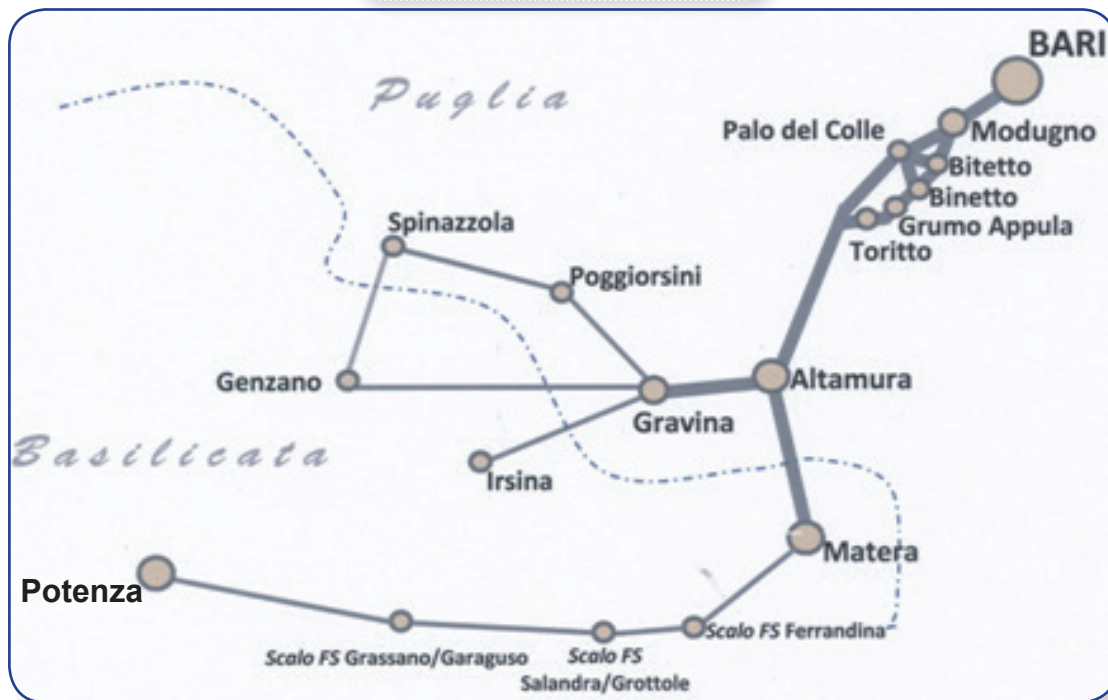 BARI
Puglia
Palo del Colle
Modugno
Bitetto
Binetto
Grumo Appula
Toritto
Spinazzola
Poggiorsini
Genzano
Altamura
Gravina
Basilicata
Irsina
Matera
Potenza
Scalo FS Ferrandina
Scalo FS Grassano/Garaguso
Scalo FS
Salandra/Grottole